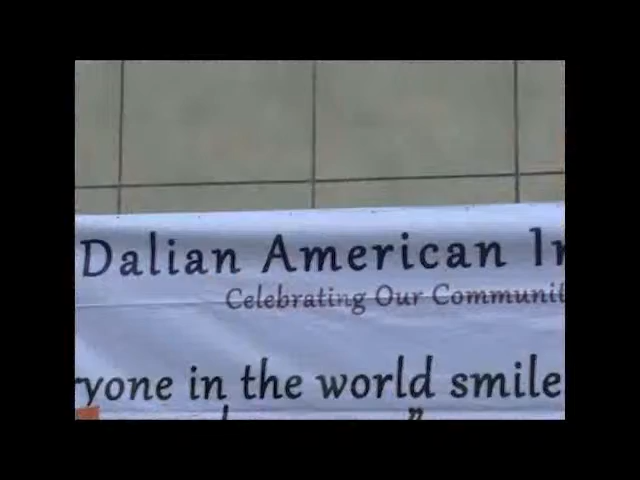 Dalian American In
Celebrating Our Communit
ryone in the world smile
”